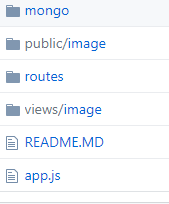 mongo
public/image
routes
views/image
README.MD
app.js